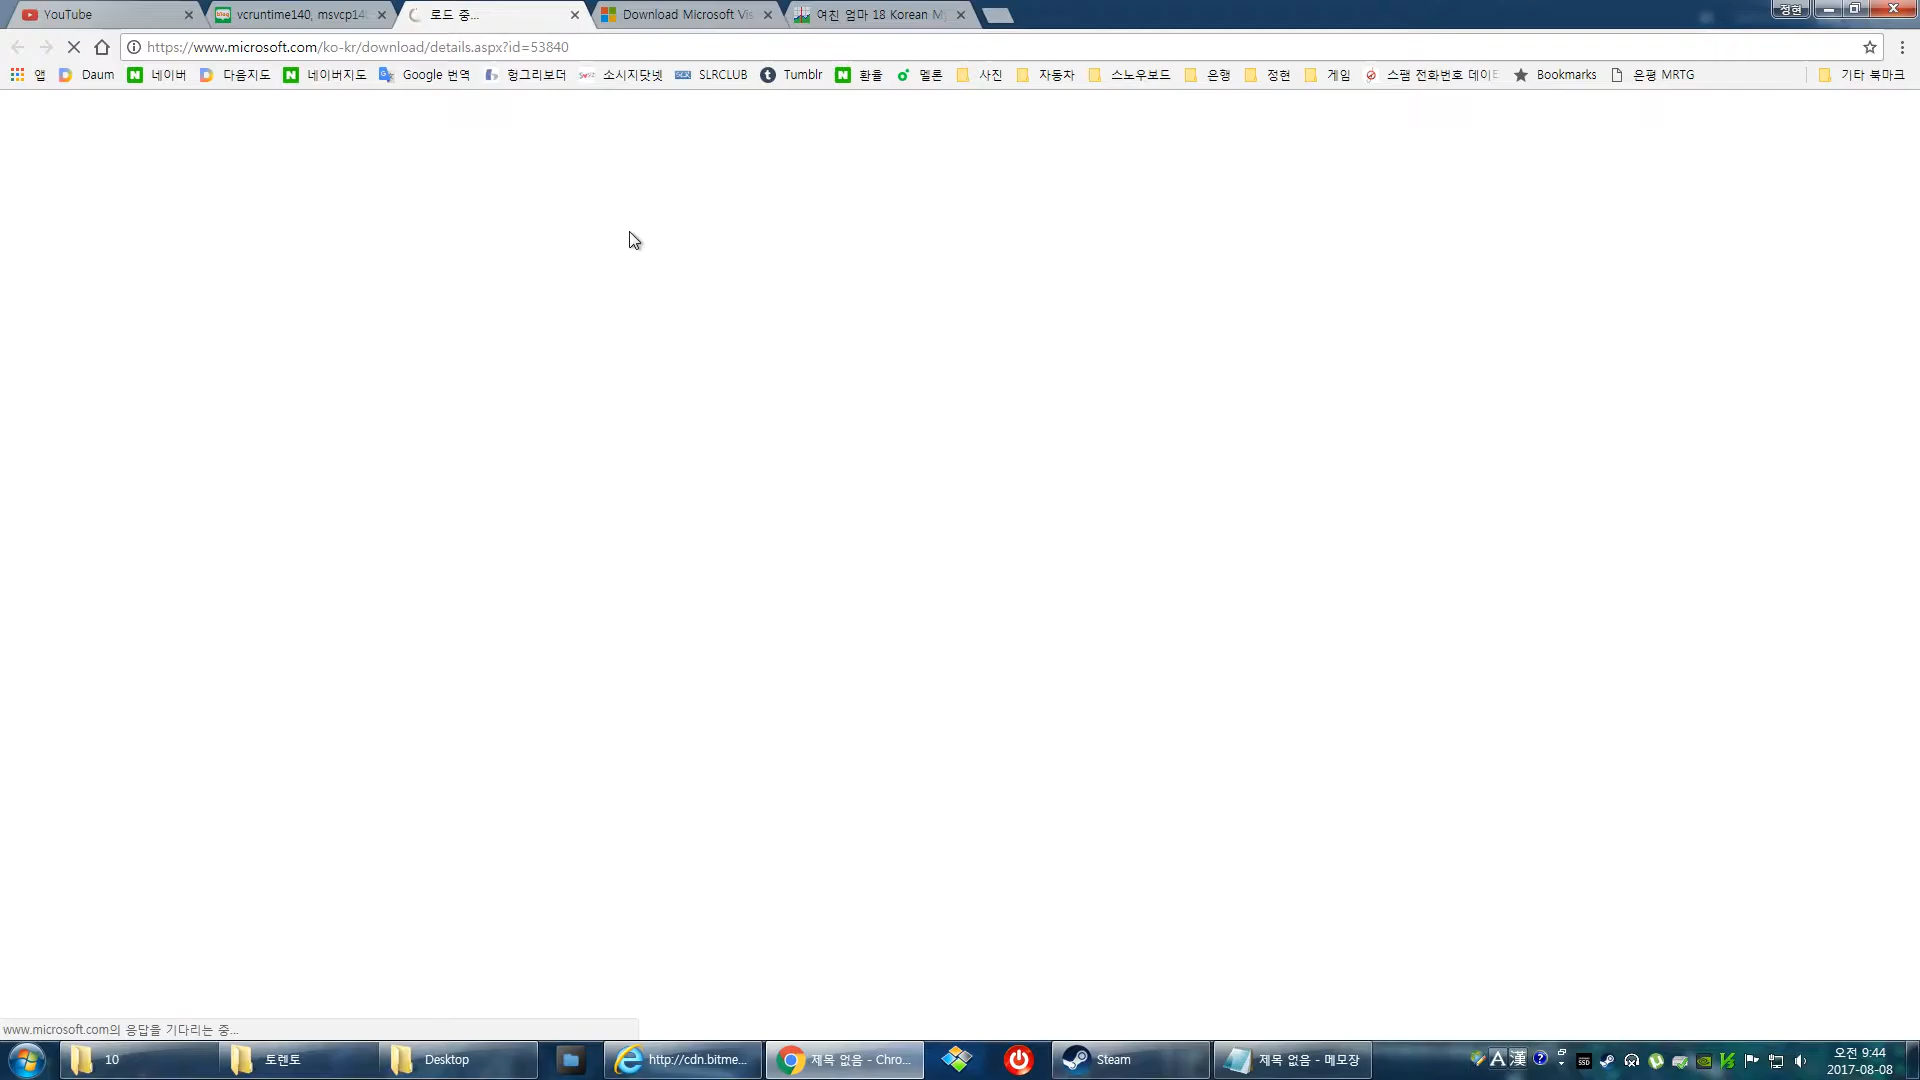 YouTube
vcruntime140, msvcp14
로드 중...
Download Microsoft Vis
여친 엄마 18 Korean M
정현
https://www.microsoft.com/ko-kr/download/details.aspx?id=53840
앱
Daum
네이버
다음지도
네이버지도
Google 번역
헝그리보더
소시지닷넷
SLRCLUB
Tumblr
환율
멜론
사진
자동차
스노우보드
은행
정현
게임
스팸 전화번호 데이
Bookmarks
은평 MRTG
기타 북마크
www.microsoft.com의 응답을 기다리는 중...
10
토렌토
Desktop
http://cdn.bitme...
제목 없음 - Chro...
Steam
제목 없음 - 메모장
A 漢
오전 9:44
2017-08-08